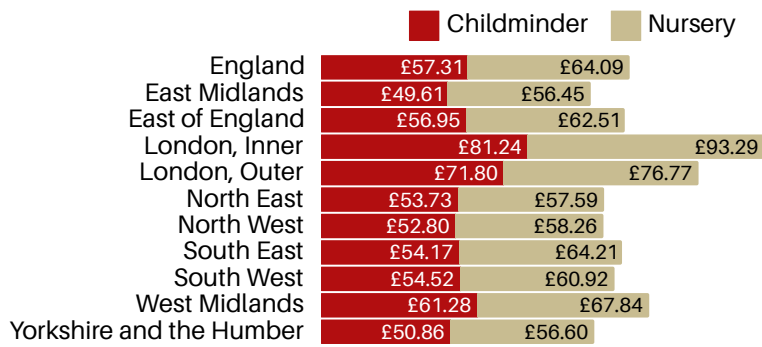 Childminder Nursery
England £57.31 £64.09
East Midlands £49.61 £56.45
East of England £56.95 £62.51
London, Inner £81.24 £93.29
London, Outer £71.80 £76.77
North East £53.73 £57.59
North West £52.80 £58.26
South East £54.17 £64.21
South West £54.52 £60.92
West Midlands £61.28 £67.84
Yorkshire and the Humber £50.86 £56.60